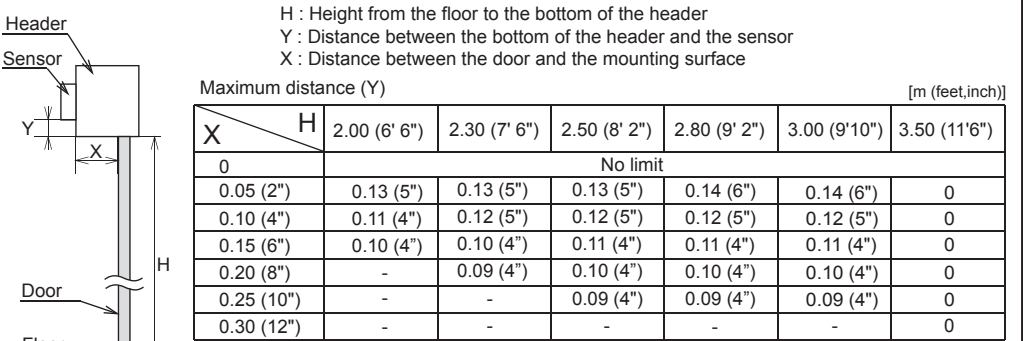 H : Height from the floor to the bottom of the header
Y : Distance between the bottom of the header and the sensor
X : Distance between the door and the mounting surface
Header
Sensor
Y
X
H
Door
Maximum distance (Y) [m (feet,inch)]
X H 2.00 (6' 6") 2.30 (7' 6") 2.50 (8' 2") 2.80 (9' 2") 3.00 (9'10") 3.50 (11'6")
0 No limit
0.05 (2") 0.13 (5") 0.13 (5") 0.13 (5") 0.14 (6") 0.14 (6") 0
0.10 (4") 0.11 (4") 0.12 (5") 0.12 (5") 0.12 (5") 0.12 (5") 0
0.15 (6") 0.10 (4”) 0.10 (4”) 0.11 (4") 0.11 (4") 0.11 (4") 0
0.20 (8") - 0.09 (4”) 0.10 (4”) 0.10 (4”) 0.10 (4”) 0
0.25 (10") - - 0.09 (4") 0.09 (4”) 0.09 (4") 0
0.30 (12") - - - - - 0